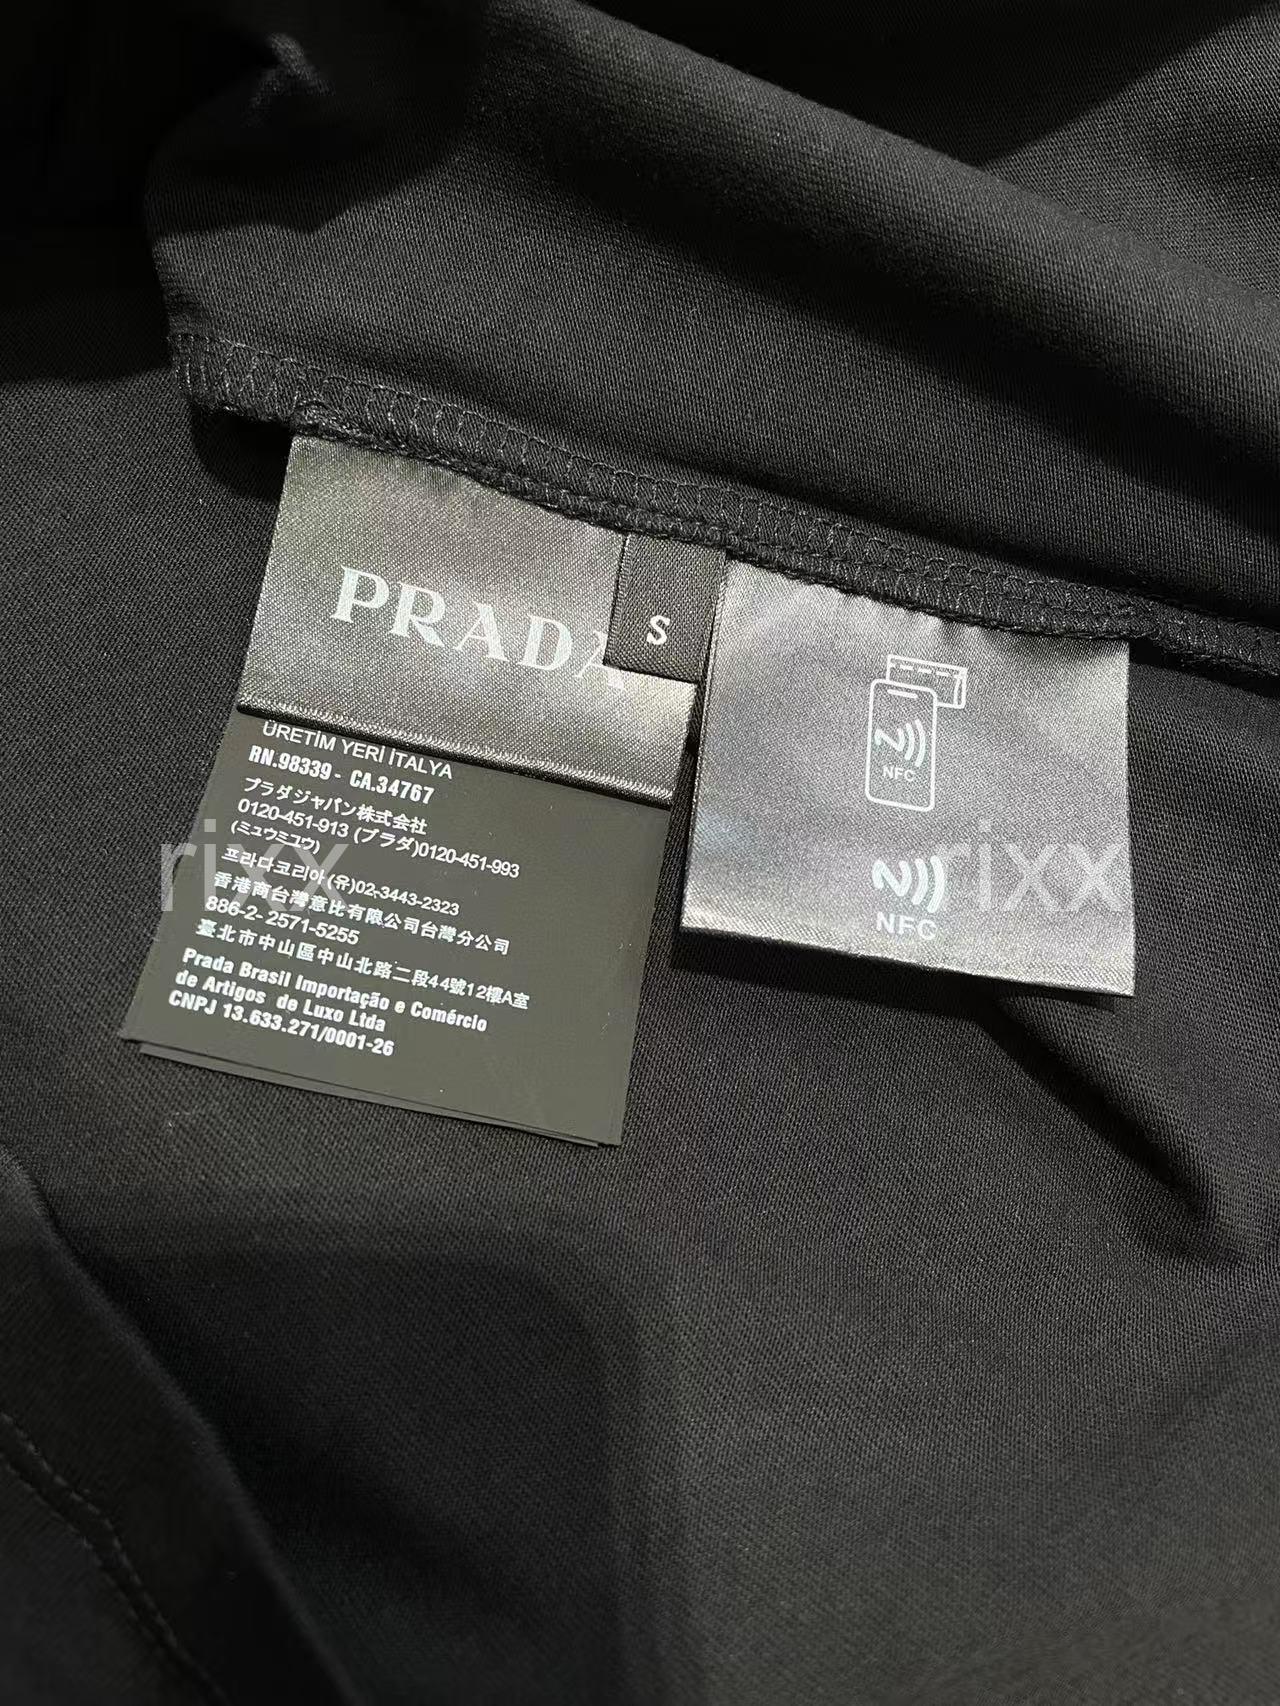 PRADA
S
ÜRETİM YERİ İTALYA
RN.98339 - CA.34767
プラダジャパン株式会社
0120-451-913 (プラダ)0120-451-993
(ミュウミュウ)
프라다코리아(유)02-3443-2323
香港商台灣意比有限公司台灣分公司
886-2- 2571-5255
臺北市中山區中山北路二段44號12樓A室
Prada Brasil Importação e Comércio
de Artigos de Luxo Ltda
CNPJ 13.633.271/0001-26
NFC
NFC
rixx
rixx